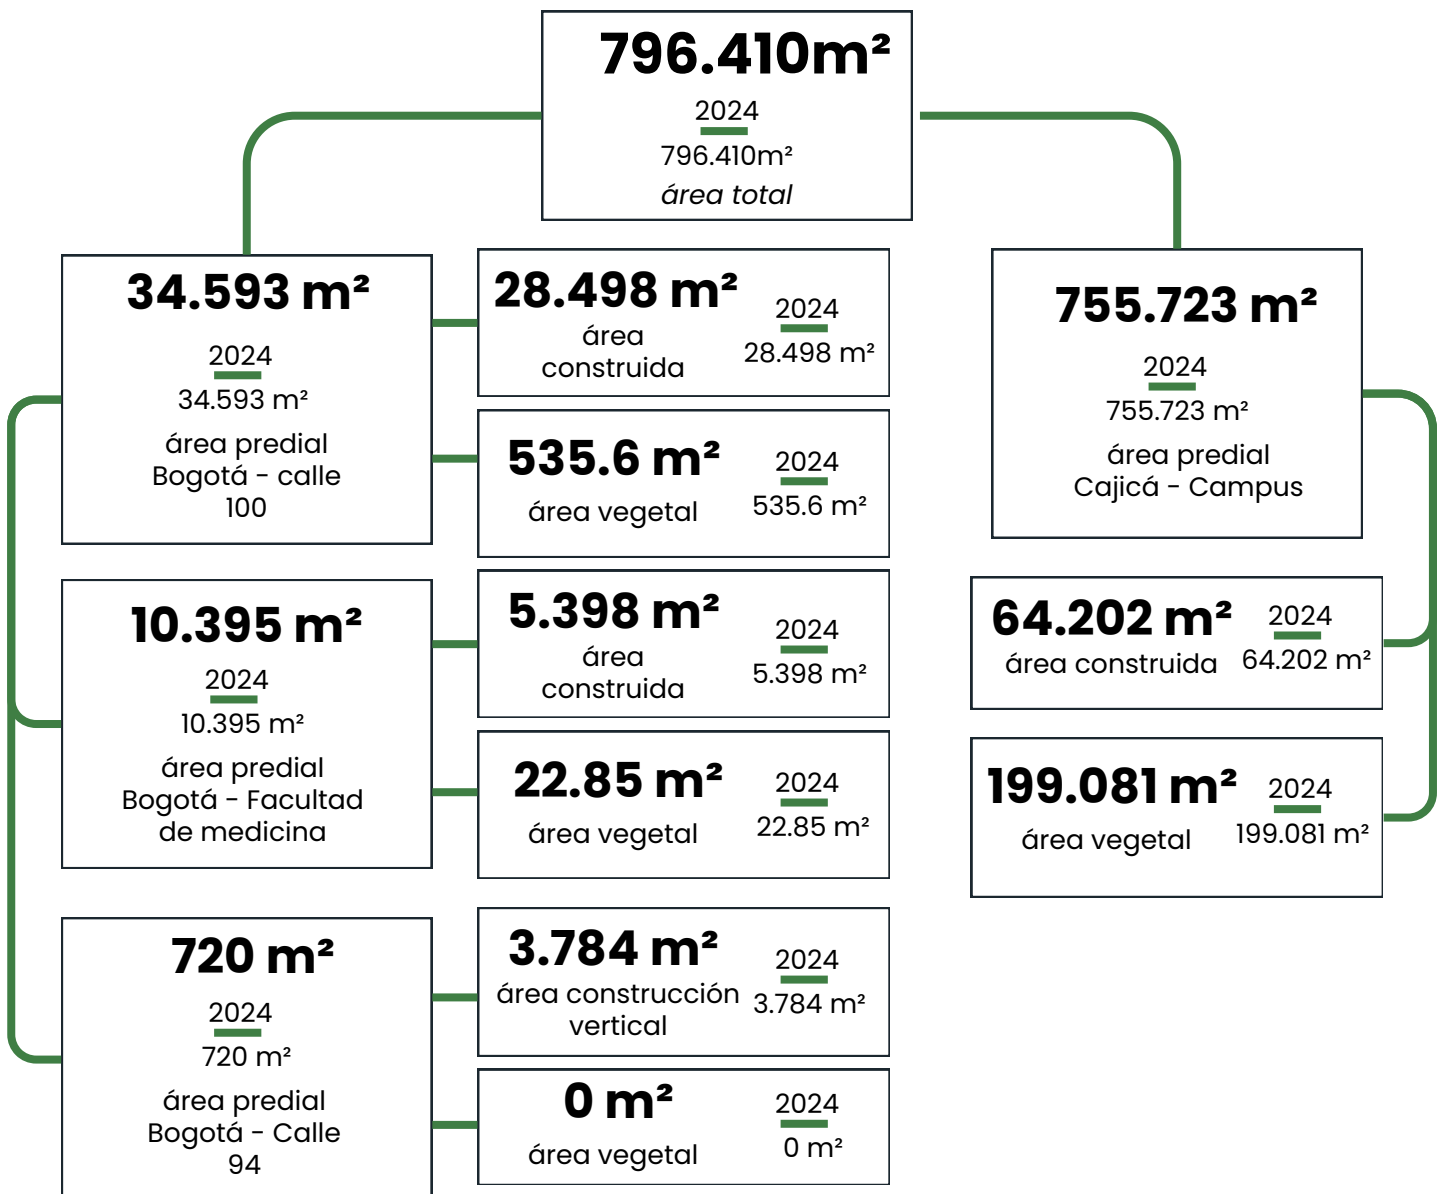 796.410m²
2024
796.410m²
área total
34.593 m²
2024
34.593 m²
área predial
Bogotá - calle
100
28.498 m²
área
construida
2024
28.498 m²
535.6 m²
área vegetal
2024
535.6 m²
10.395 m²
2024
10.395 m²
área predial
Bogotá - Facultad
de medicina
5.398 m²
área
construida
2024
5.398 m²
22.85 m²
área vegetal
2024
22.85 m²
720 m²
2024
720 m²
área predial
Bogotá - Calle
94
3.784 m²
área construcción
vertical
2024
3.784 m²
0 m²
área vegetal
2024
0 m²
755.723 m²
2024
755.723 m²
área predial
Cajicá - Campus
64.202 m²
área construida
2024
64.202 m²
199.081 m²
área vegetal
2024
199.081 m²